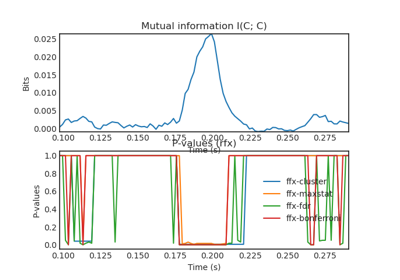 Mutual information I(C; C)
Bits
0.025
0.020
0.015
0.010
0.005
0.000
0.100 0.125 0.150 0.175 0.200 0.225 0.250 0.275
Time (s)
P-values (rfx)
P-values
1.0
0.8
0.6
0.4
0.2
0.0
ffx-cluster
ffx-maxstat
ffx-fdr
ffx-bonferroni
0.100 0.125 0.150 0.175 0.200 0.225 0.250 0.275
Time (s)